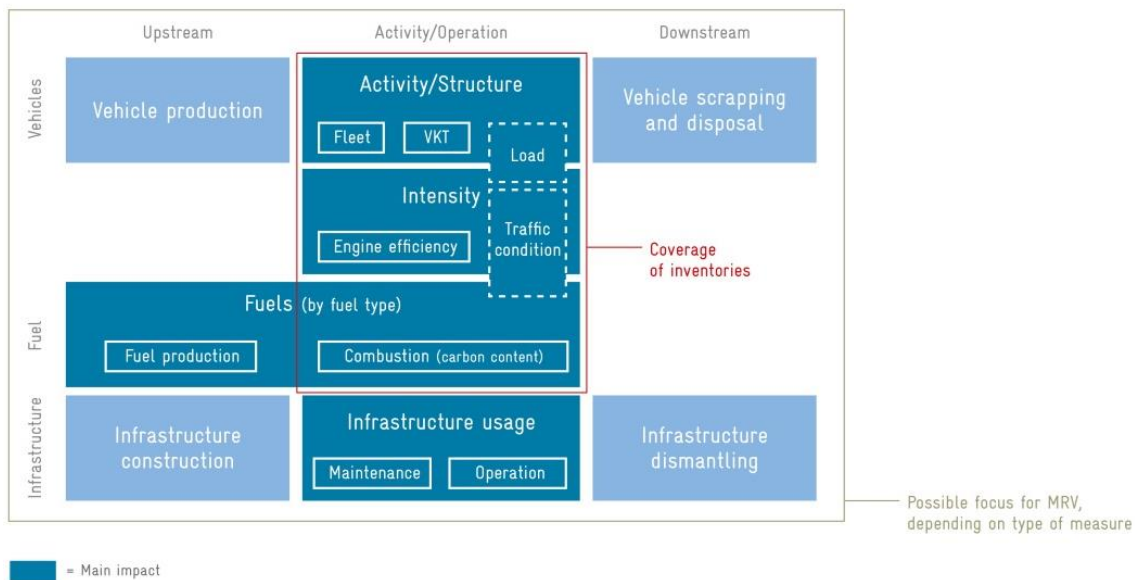 Upstream
Activity/Operation
Downstream
Vehicles
Vehicle production
Activity/Structure
Fleet
VKT
Load
Vehicle scrapping
and disposal
Intensity
Engine efficiency
Traffic
condition
Coverage
of inventories
Fuel
Fuels (by fuel type)
Fuel production
Combustion (carbon content)
Infrastructure
Infrastructure
construction
Infrastructure usage
Maintenance
Operation
Infrastructure
dismantling
Possible focus for MRV,
depending on type of measure
= Main impact